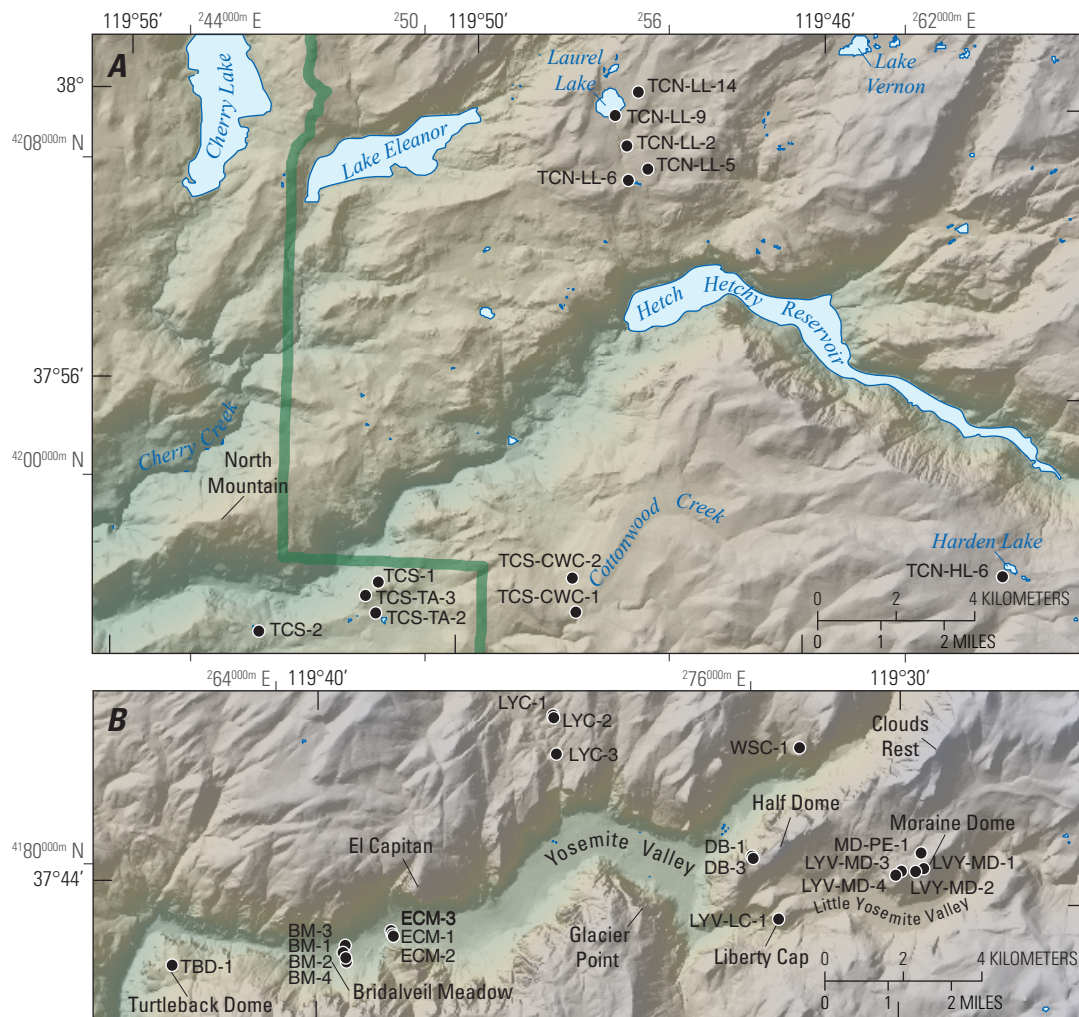 119°56′ ²44⁰⁰⁰ᵐ E 250 119°50′ 256 119°46′ ²62⁰⁰⁰ᵐ E
A
Laurel
Lake
Lake
Vernon
38°
Cherry Lake
TCN-LL-14
TCN-LL-9
⁴²08⁰⁰⁰ᵐ N
Lake Eleanor
TCN-LL-2
TCN-LL-5
TCN-LL-6
Hetch Hetchy Reservoir
37°56′
Cherry Creek
⁴²00⁰⁰⁰ᵐ N
North
Mountain
Cottonwood Creek
Harden Lake
TCS-CWC-2
TCN-HL-6
TCS-1
TCS-TA-3
TCS-CWC-1
TCS-TA-2
TCS-2
0 2 4 KILOMETERS
0 1 2 MILES
²64⁰⁰⁰ᵐ E 119°40′ ²76⁰⁰⁰ᵐ E 119°30′
B
LYC-1
LYC-2
LYC-3
WSC-1
Clouds
Rest
Half Dome
El Capitan
Yosemite Valley
Moraine Dome
⁴¹80⁰⁰⁰ᵐ N
37°44′
DB-1
DB-3
MD-PE-1
LYV-MD-3
LVY-MD-1
LYV-MD-4
LVY-MD-2
Little Yosemite Valley
LYV-LC-1
Liberty Cap
Glacier
Point
ECM-3
ECM-1
ECM-2
BM-3
BM-1
BM-2
BM-4
Bridalveil Meadow
TBD-1
Turtleback Dome
0 2 4 KILOMETERS
0 1 2 MILES